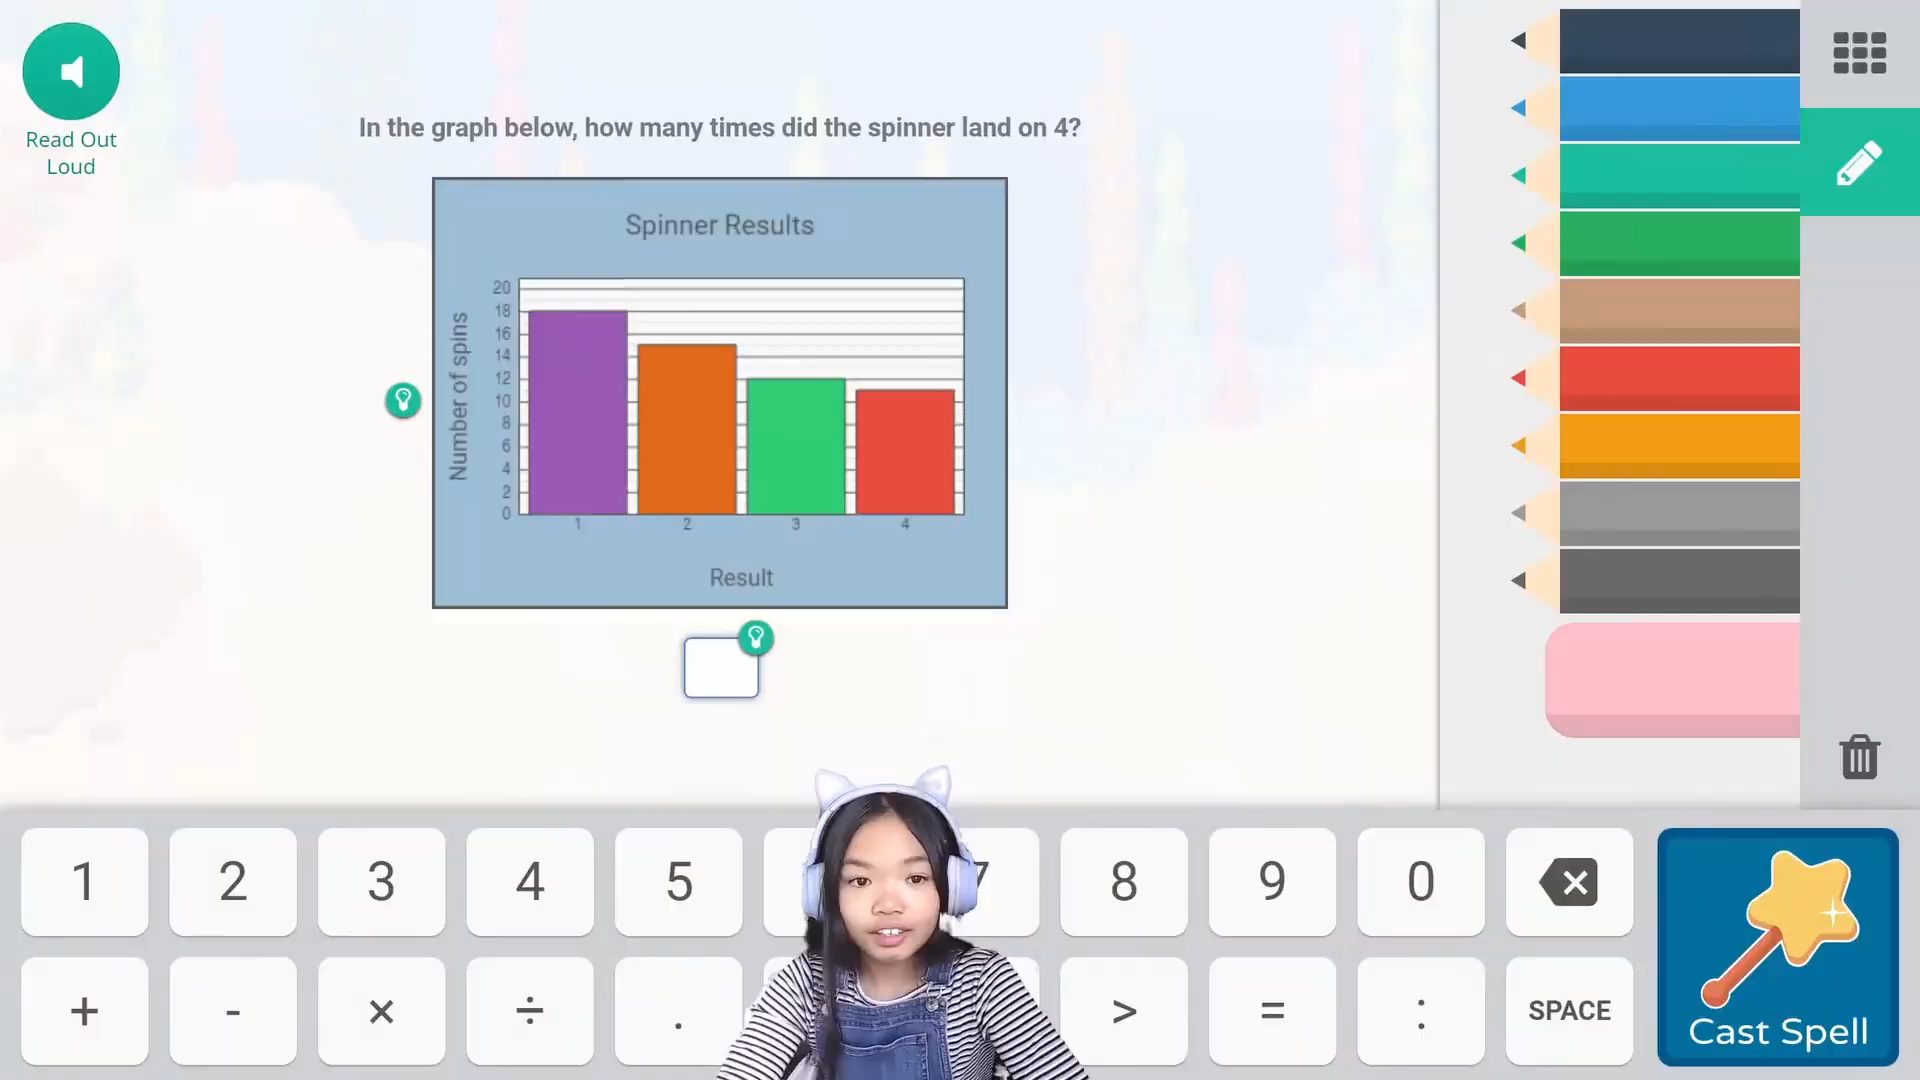 Read Out
Loud
In the graph below, how many times did the spinner land on 4?
Spinner Results
Number of spins
20
18
16
14
12
10
8
6
4
2
0
1 2 3 4
Result
1 2 3 4 5 7 8 9 0
+ - × ÷ . > = : SPACE
Cast Spell